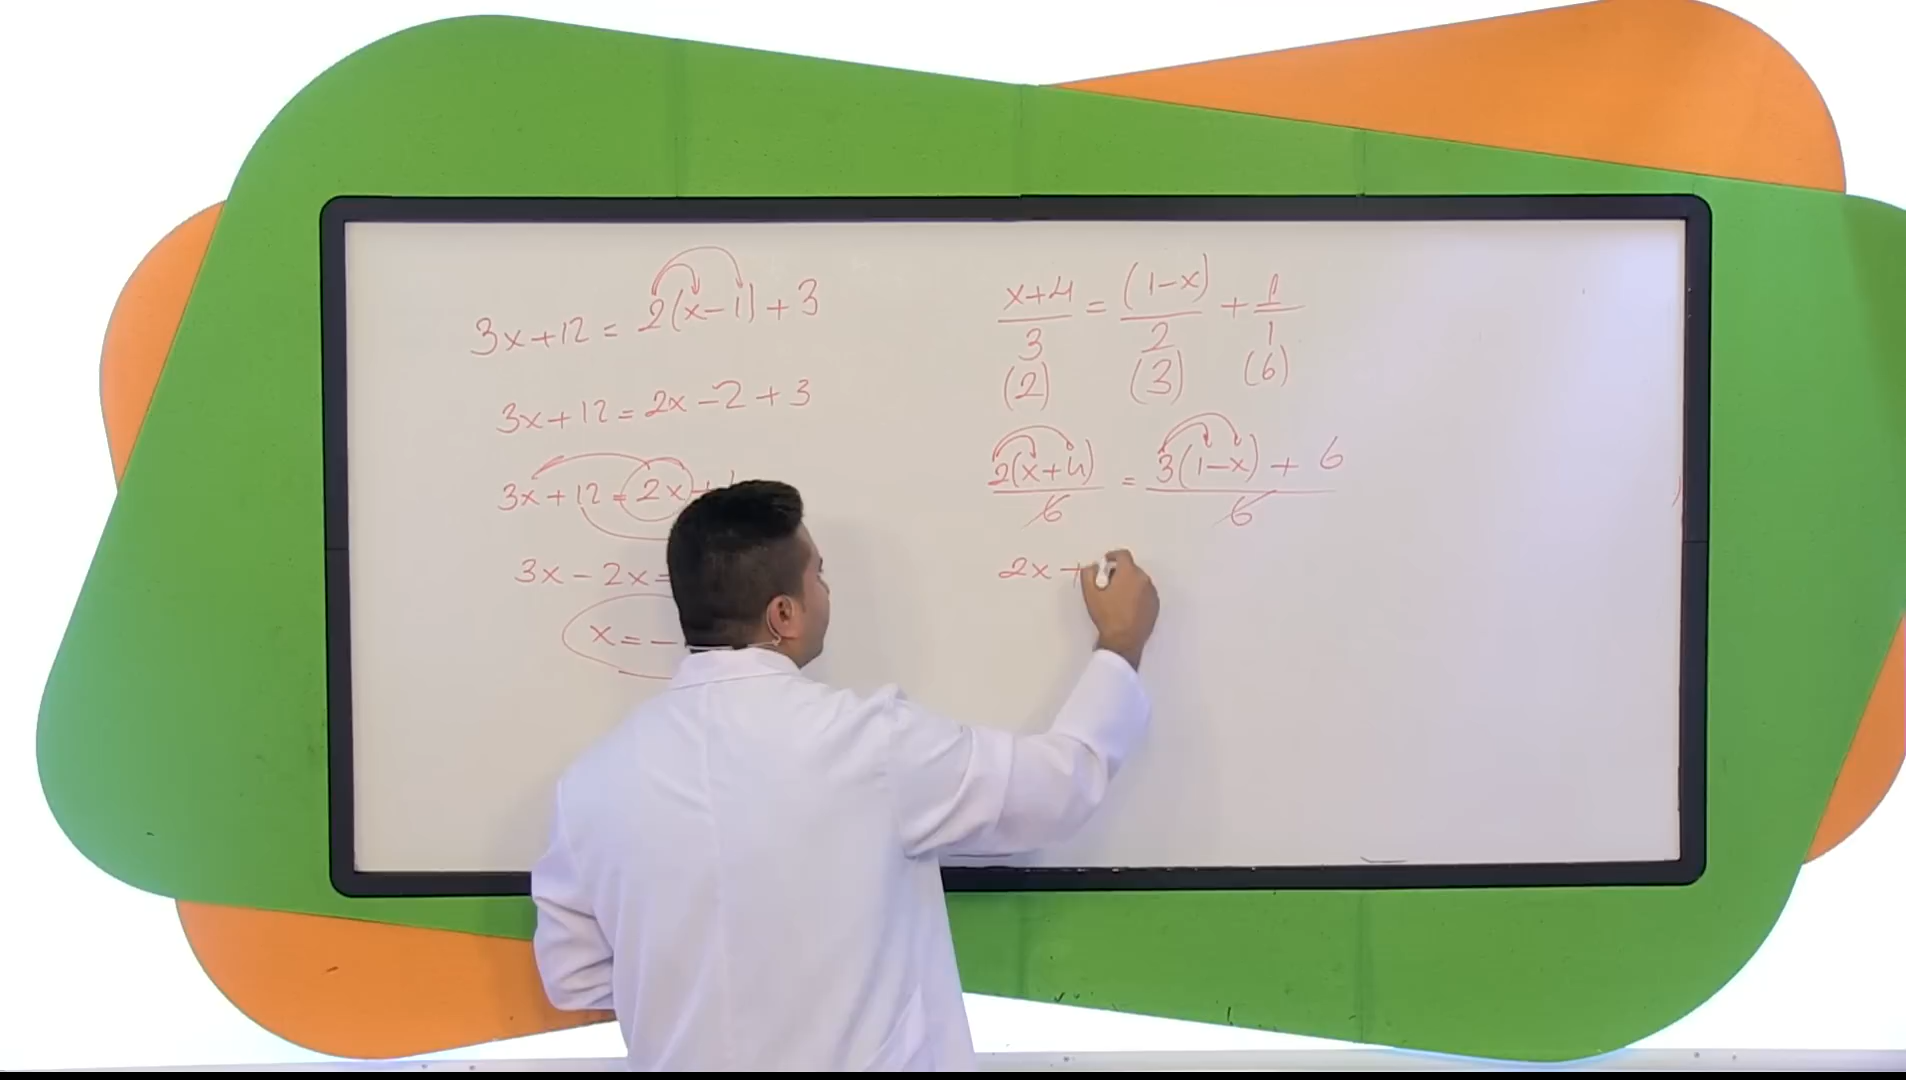 3x+12=2(x-1)+3
3x+12=2x-2+3
3x+12=2x+1
3x-2x=
x=-
x+4/3=(1-x)/2+1/1
(2) (3) (6)
2(x+4)/6=3(1-x)+6/6
2x+